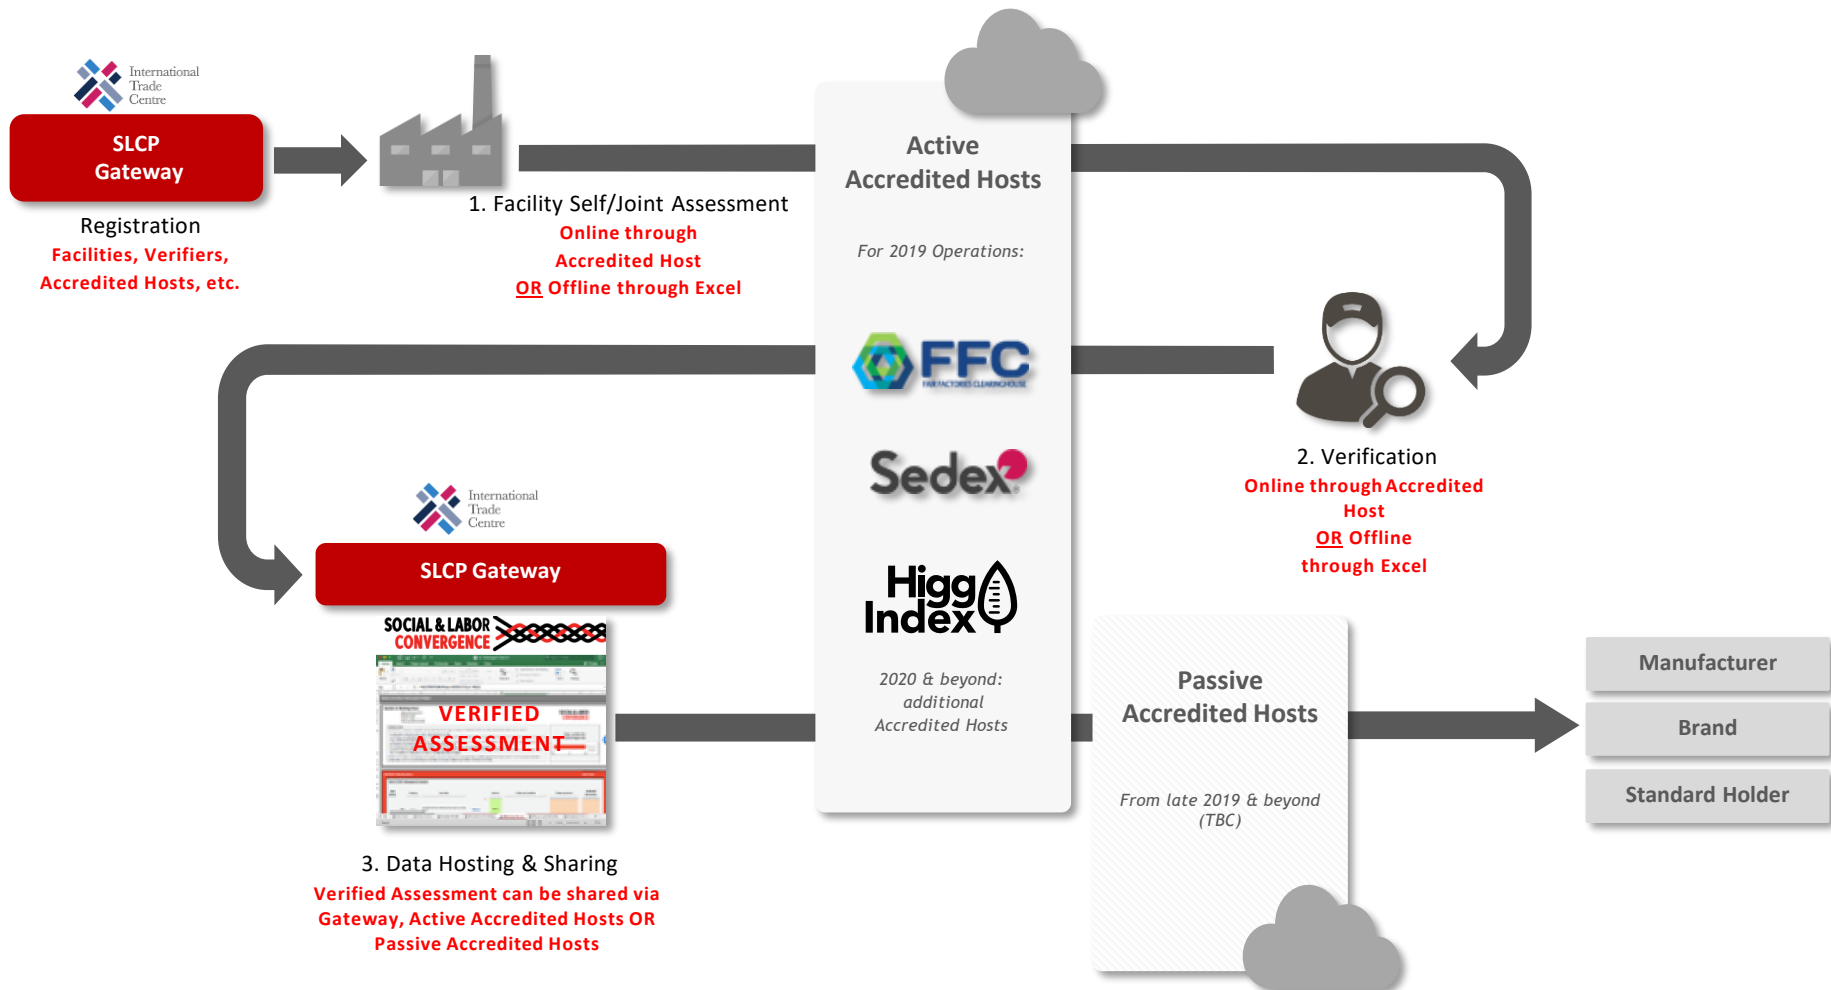 International
Trade
Centre
SLCP
Gateway
Registration
Facilities, Verifiers,
Accredited Hosts, etc.
1. Facility Self/Joint Assessment
Online through
Accredited Host
OR Offline through Excel
Active
Accredited Hosts
For 2019 Operations:
FFC
FAIR FACTORIES CLEARINGHOUSE
Sedex
Higg
Index
2020 & beyond:
additional
Accredited Hosts
2. Verification
Online through Accredited
Host
OR Offline
through Excel
International
Trade
Centre
SLCP Gateway
SOCIAL & LABOR
CONVERGENCE
VERIFIED
ASSESSMENT
3. Data Hosting & Sharing
Verified Assessment can be shared via
Gateway, Active Accredited Hosts OR
Passive Accredited Hosts
Passive
Accredited Hosts
From late 2019 & beyond
(TBC)
Manufacturer
Brand
Standard Holder